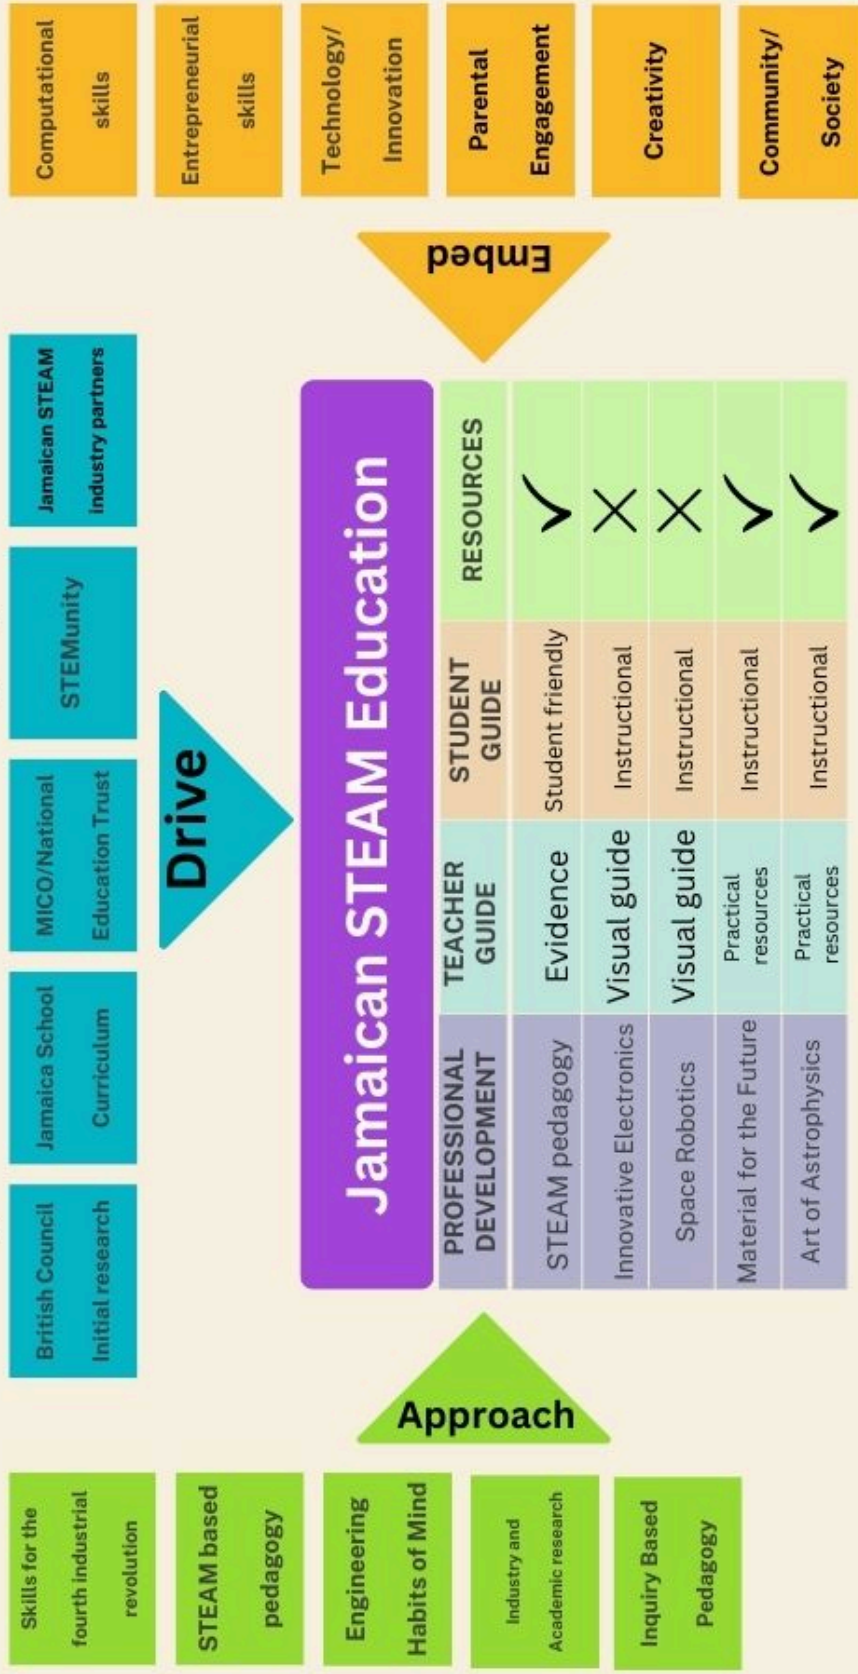 British Council
Initial research
Jamaica School
Curriculum
MICO/National
Education Trust
STEMunity
Jamaican STEAM
industry partners
Drive
Skills for the
fourth industrial
revolution
STEAM based
pedagogy
Engineering
Habits of Mind
Industry and
Academic research
Inquiry Based
Pedagogy
Approach
Jamaican STEAM Education
PROFESSIONAL
DEVELOPMENT
TEACHER
GUIDE
STUDENT
GUIDE
RESOURCES
STEAM pedagogy
Evidence
Student friendly
Innovative Electronics
Visual guide
Instructional
Space Robotics
Visual guide
Instructional
Material for the Future
Practical
resources
Instructional
Art of Astrophysics
Practical
resources
Instructional
Embed
Computational
skills
Entrepreneurial
skills
Technology/
Innovation
Parental
Engagement
Creativity
Community/
Society